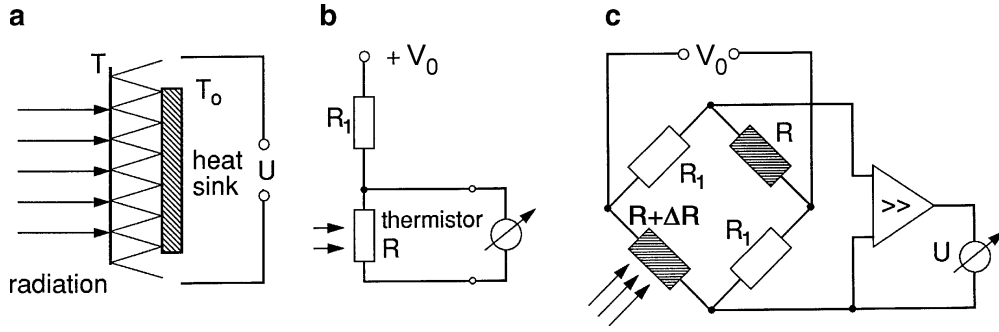 a
T
T₀
heat
sink
U
radiation
b
+ V₀
R₁
thermistor
R
c
V₀
R₁
R
R+ΔR
R₁
>>
U